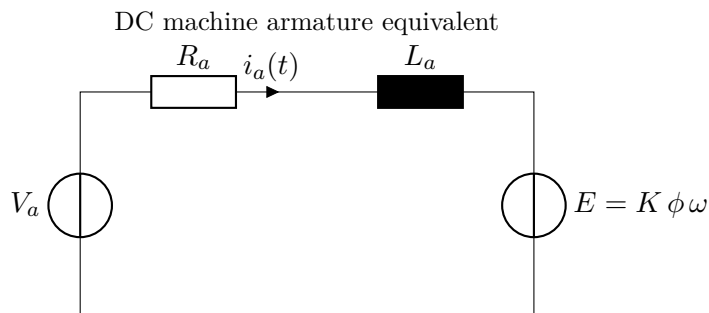 DC machine armature equivalent
R_a
i_a(t)
L_a
V_a
E = K ϕ ω